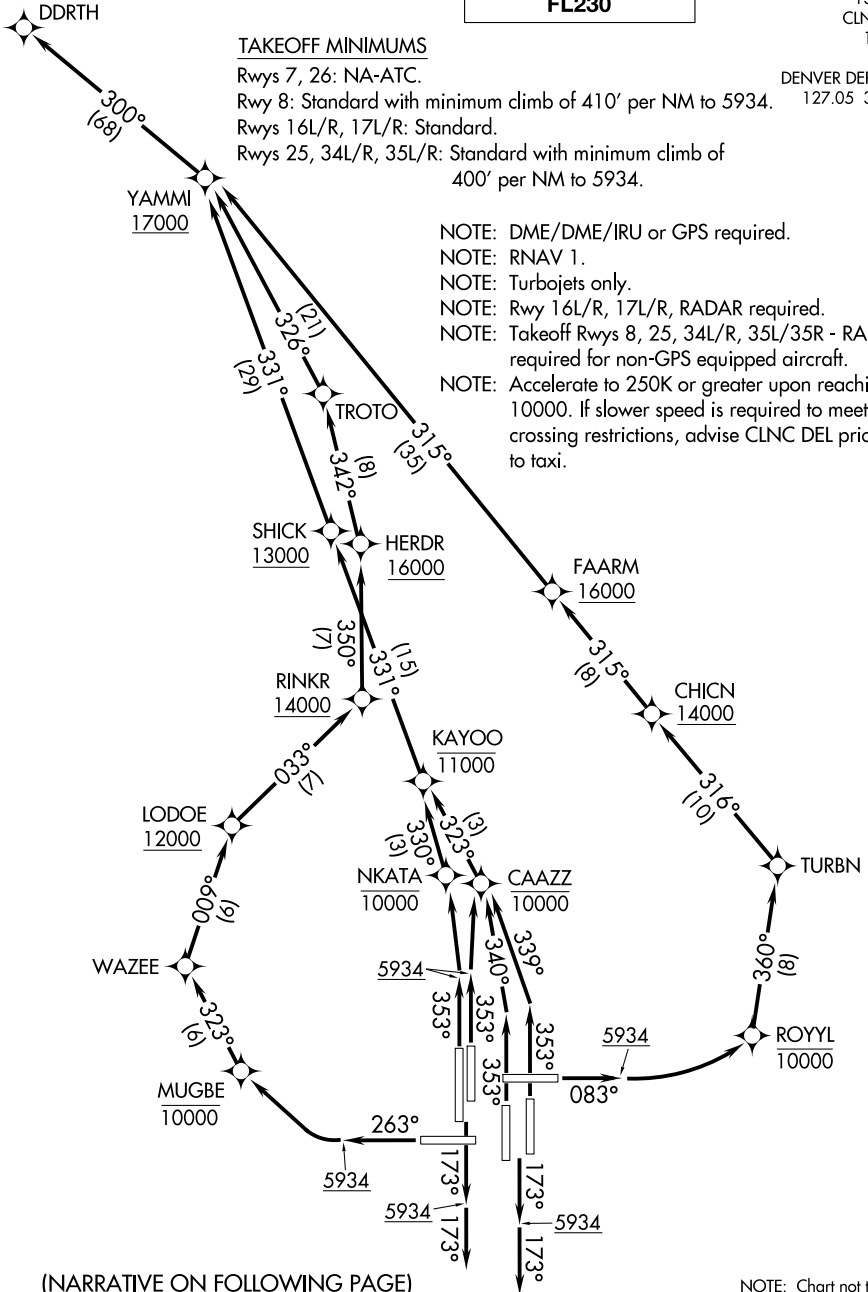 FL230
DDRTH
TAKEOFF MINIMUMS
Rwys 7, 26: NA-ATC.
Rwy 8: Standard with minimum climb of 410' per NM to 5934.
Rwys 16L/R, 17L/R: Standard.
Rwys 25, 34L/R, 35L/R: Standard with minimum climb of
400' per NM to 5934.
DENVER DEP
127.05
300°
(68)
YAMMI
17000
NOTE: DME/DME/IRU or GPS required.
NOTE: RNAV 1.
NOTE: Turbojets only.
NOTE: Rwy 16L/R, 17L/R, RADAR required.
NOTE: Takeoff Rwys 8, 25, 34L/R, 35L/35R - RA
required for non-GPS equipped aircraft.
NOTE: Accelerate to 250K or greater upon reachi
10000. If slower speed is required to meet
crossing restrictions, advise CLNC DEL pri
to taxi.
326°
(21)
331°
(29)
TROTO
315°
(35)
342°
(8)
SHICK
13000
HERDR
16000
FAARM
16000
350°
(7)
331°
(15)
315°
(8)
RINKR
14000
CHICN
14000
KAYOO
11000
033°
(7)
316°
(10)
LODOE
12000
330°
(3)
323°
(3)
NKATA
10000
CAAZZ
10000
TURBN
009°
(9)
340°
339°
360°
(8)
WAZEE
5934
353°
353°
323°
(6)
353°
353°
5934
ROYYL
10000
083°
MUGBE
10000
263°
5934
173°
173°
5934
5934
173°
173°
(NARRATIVE ON FOLLOWING PAGE)
NOTE: Chart not t